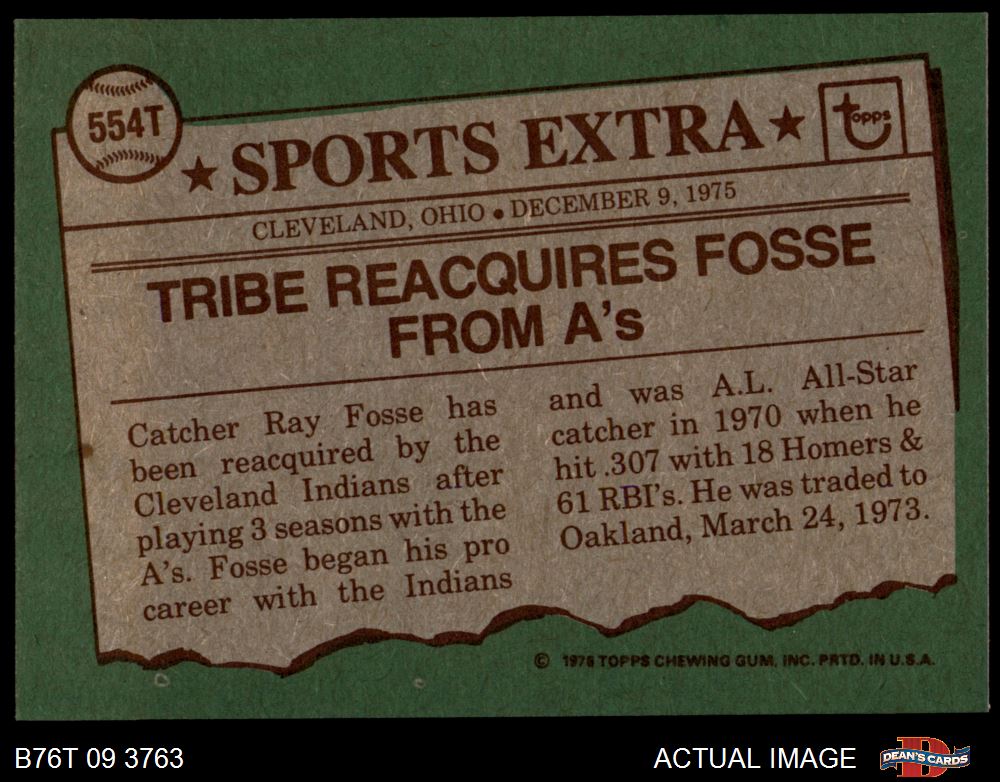 554T
★ SPORTS EXTRA ★
topps
CLEVELAND, OHIO • DECEMBER 9, 1975
TRIBE REACQUIRES FOSSE
FROM A's
Catcher Ray Fosse has
been reacquired by the
Cleveland Indians after
playing 3 seasons with the
A's. Fosse began his pro
career with the Indians
and was A.L. All-Star
catcher in 1970 when he
hit .307 with 18 Homers &
61 RBI's. He was traded to
Oakland, March 24, 1973.
© 1976 TOPPS CHEWING GUM, INC. PRTD. IN U.S.A.
B76T 09 3763
ACTUAL IMAGE
D
DEAN'S CARDS